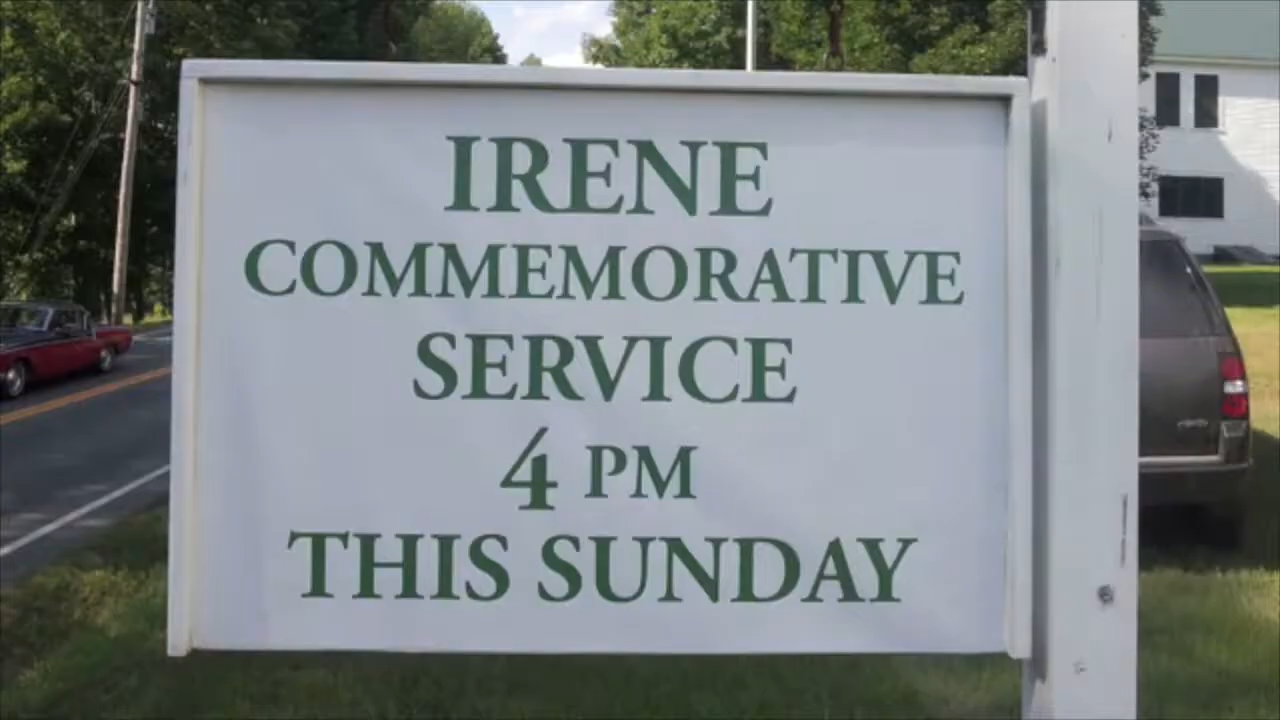 IRENE
COMMEMORATIVE
SERVICE
4 PM
THIS SUNDAY